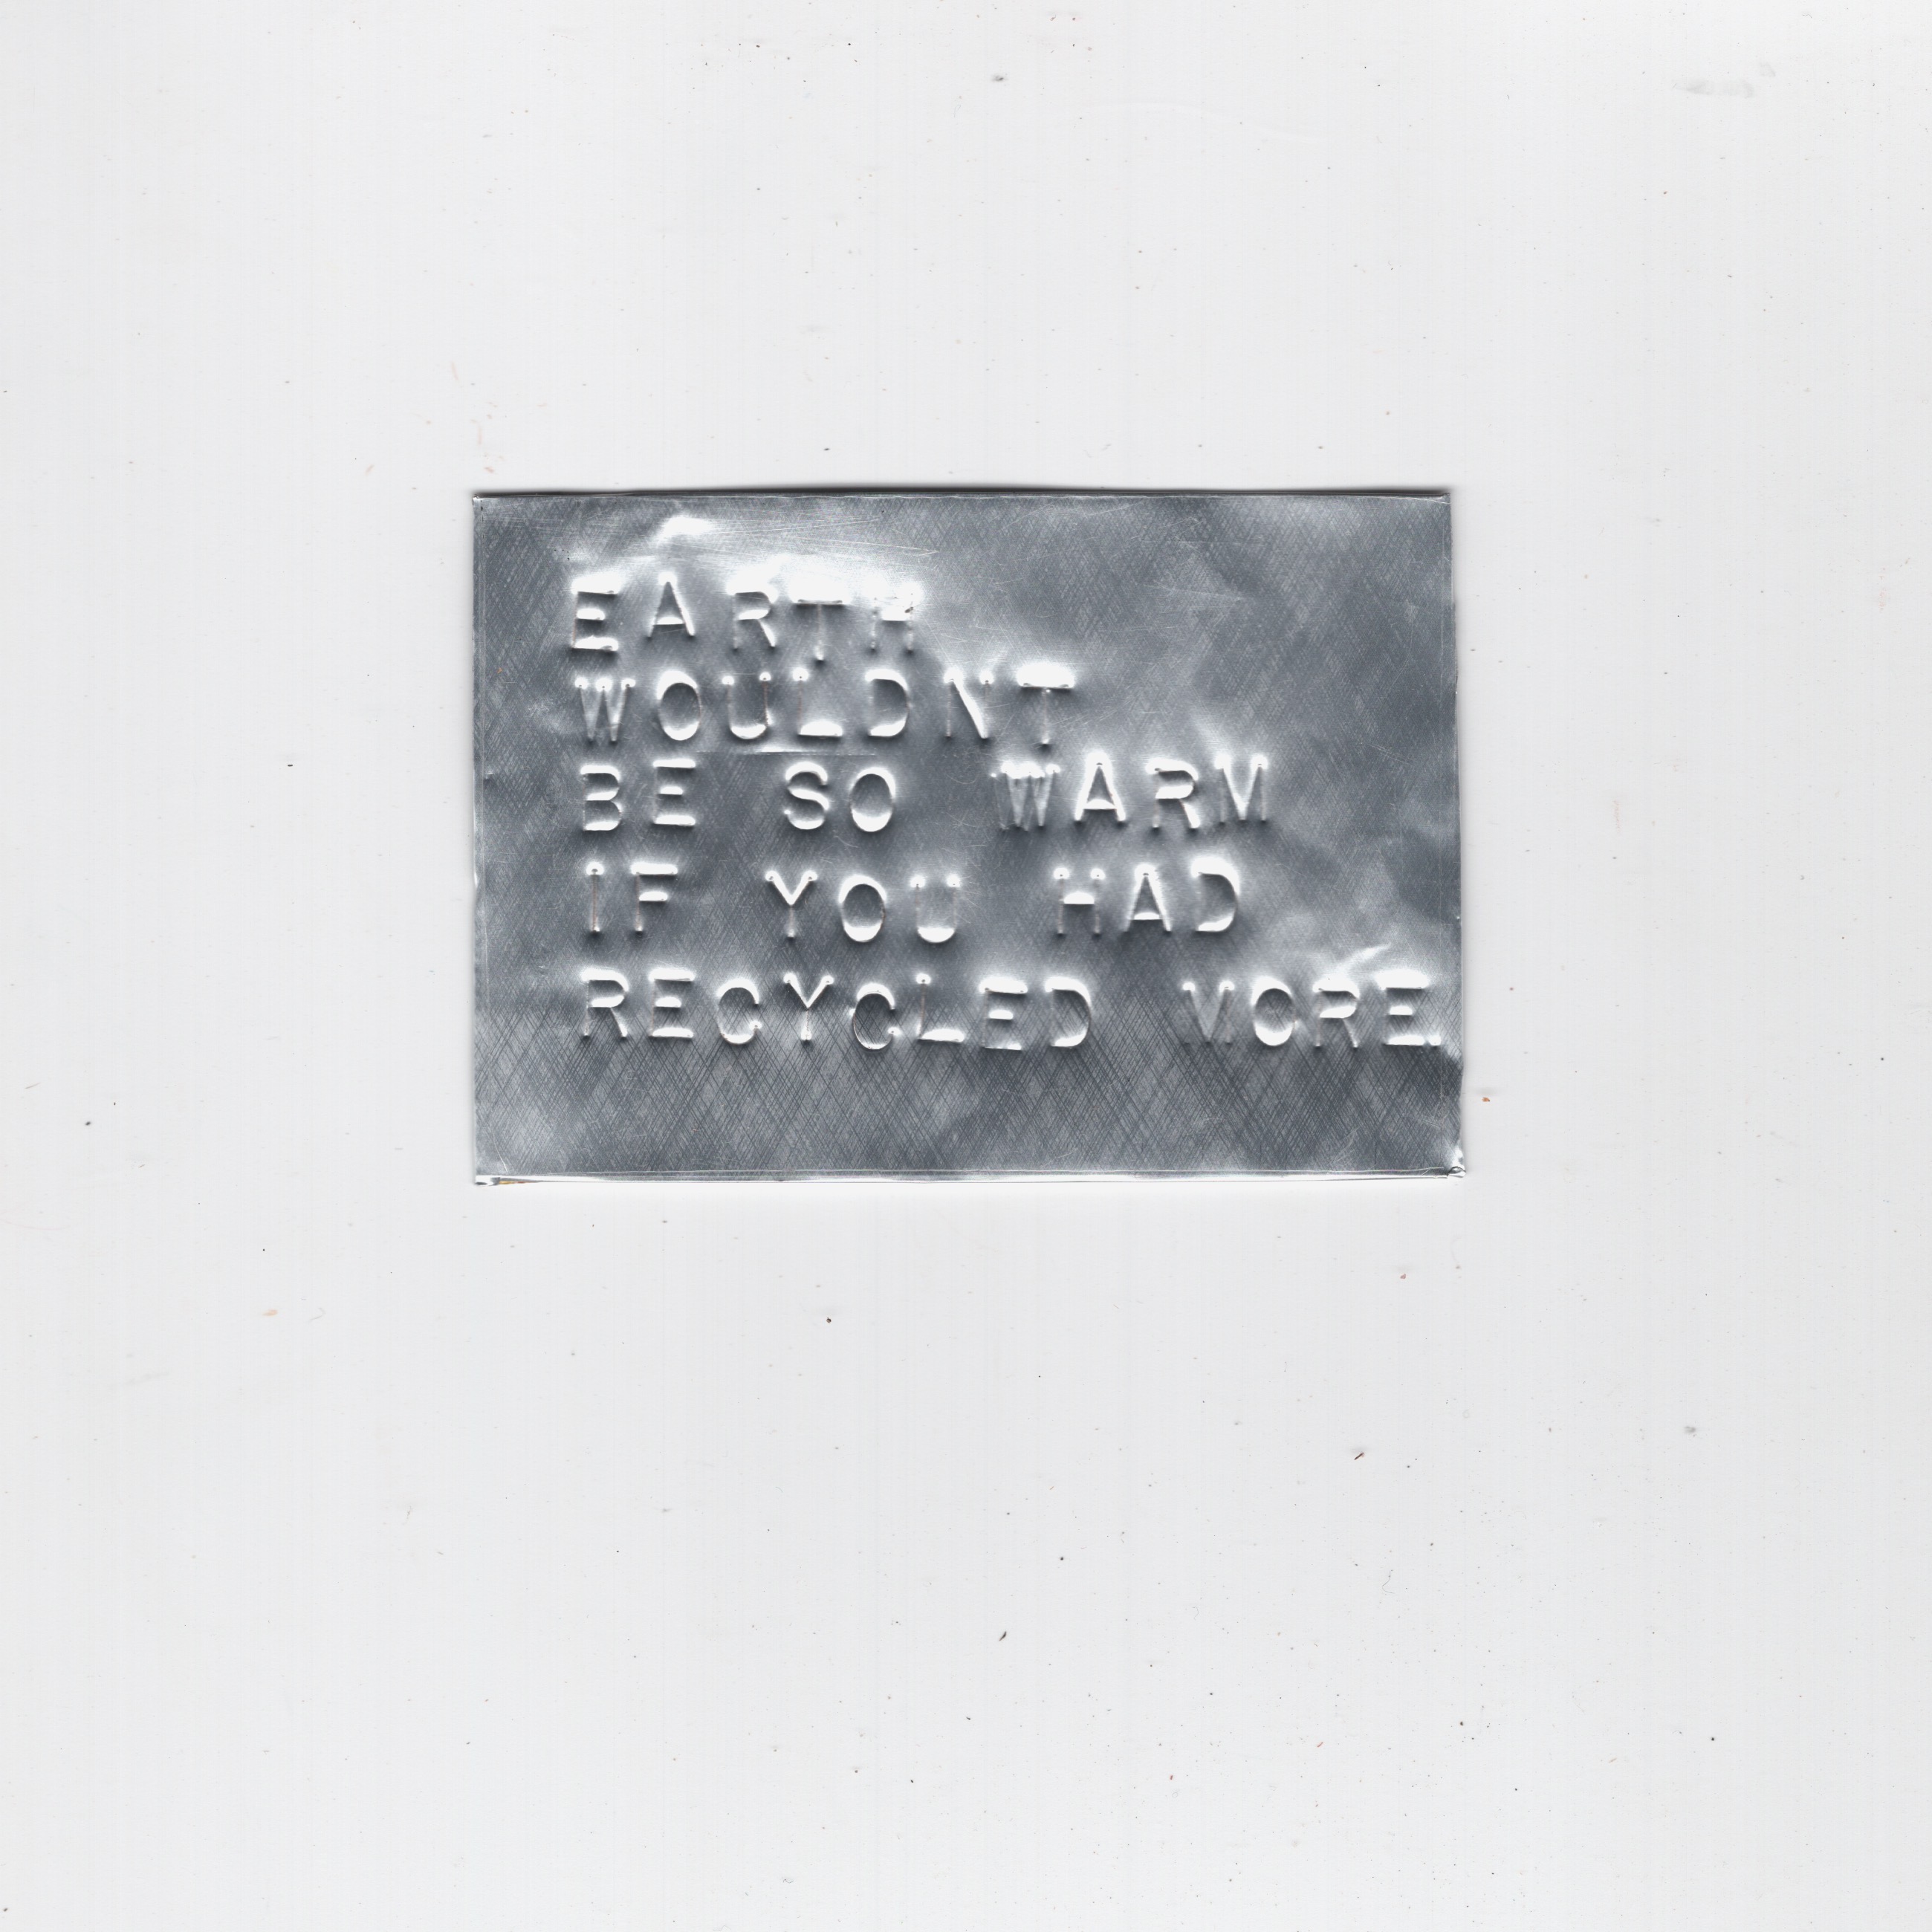 EARTH
WOULDNT
BE SO WARM
IF YOU HAD
RECYCLED MORE.